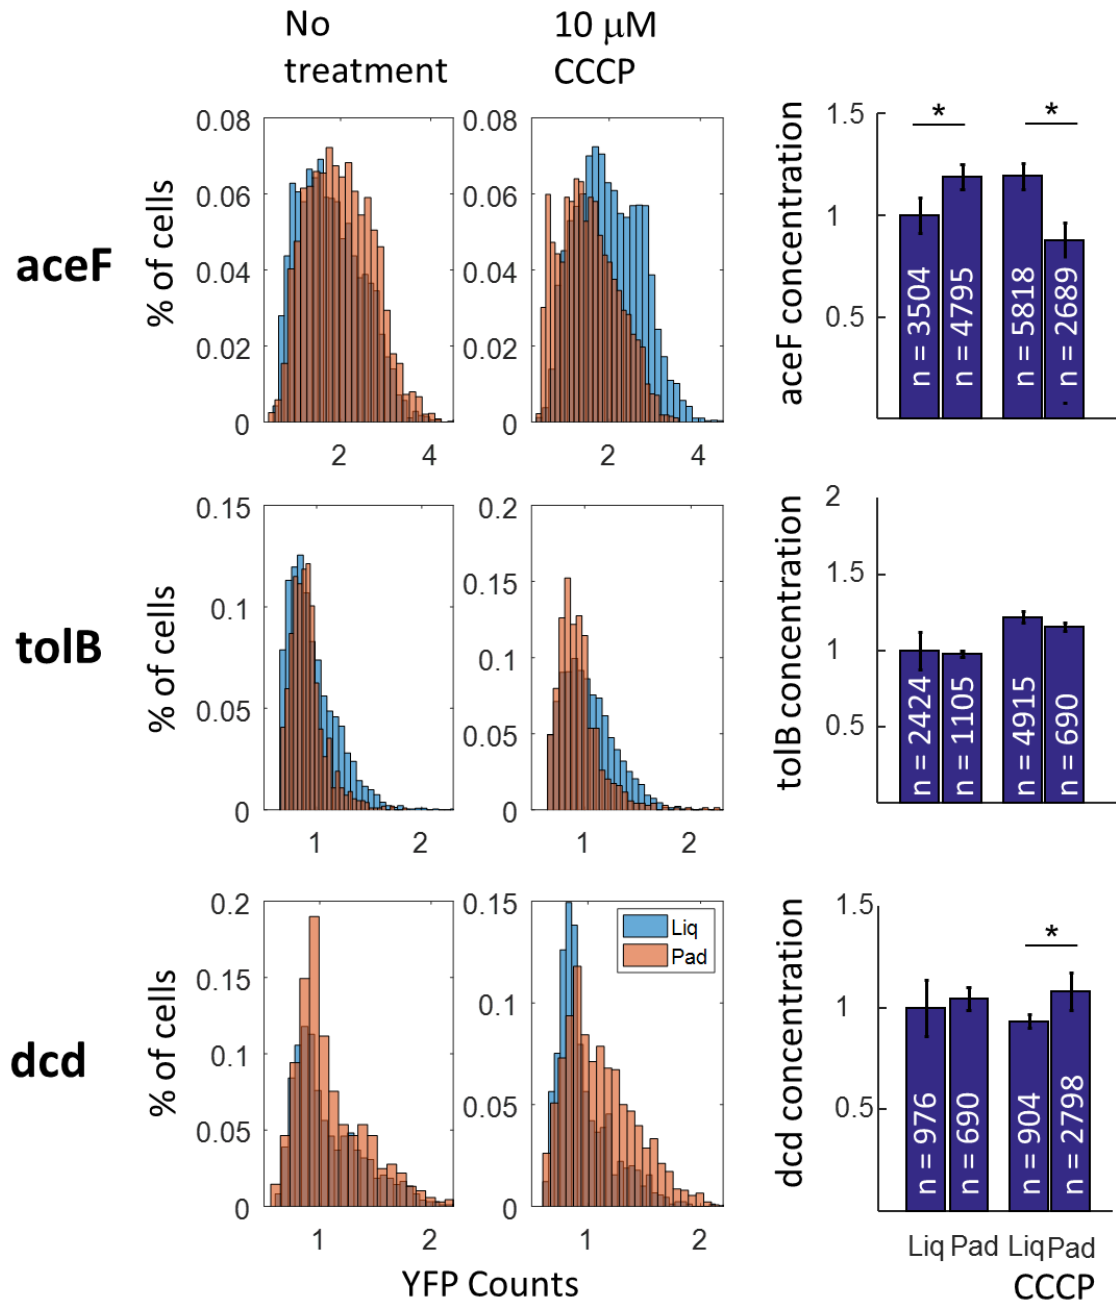 No
treatment
10 μM
CCCP
aceF
% of cells
0.08
0.06
0.04
0.02
0
2
4
0.08
0.06
0.04
0.02
0
2
4
aceF concentration
1.5
1
0.5
*
*
n = 3504
n = 4795
n = 5818
n = 2689
tolB
% of cells
0.15
0.1
0.05
0
1
2
0.2
0.15
0.1
0.05
0
1
2
tolB concentration
2
1.5
1
0.5
n = 2424
n = 1105
n = 4915
n = 690
dcd
% of cells
0.2
0.15
0.1
0.05
0
1
2
0.15
0.1
0.05
0
1
2
Liq
Pad
dcd concentration
1.5
1
0.5
*
n = 976
n = 690
n = 904
n = 2798
Liq Pad Liq Pad
CCCP
YFP Counts